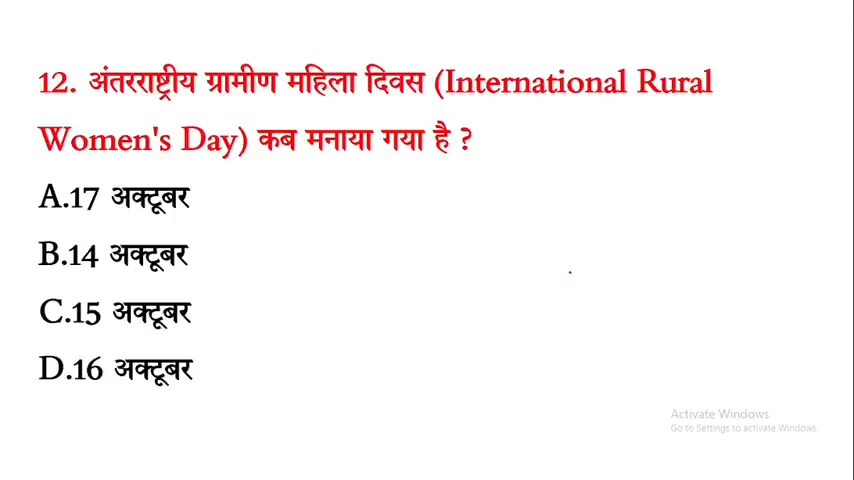 12. अंतरराष्ट्रीय ग्रामीण महिला दिवस (International Rural
Women's Day) कब मनाया गया है ?
A.17 अक्टूबर
B.14 अक्टूबर
C.15 अक्टूबर
D.16 अक्टूबर
Activate Windows
Go to Settings to activate Windows.